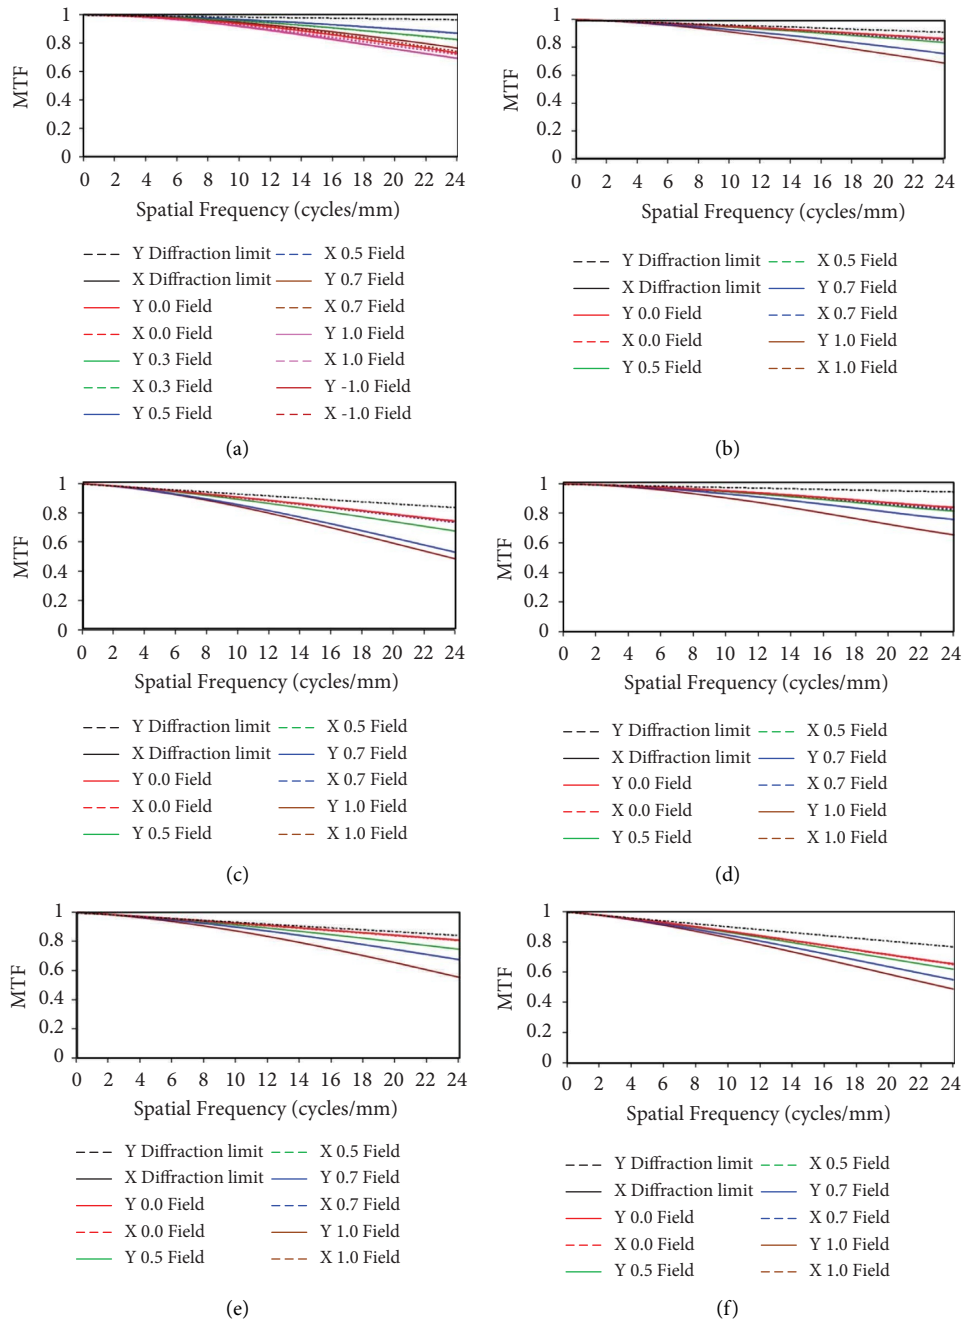 MTF
1
0.8
0.6
0.4
0.2
0
0 2 4 6 8 10 12 14 16 18 20 22 24
Spatial Frequency (cycles/mm)
Y Diffraction limit X 0.5 Field
X Diffraction limit Y 0.7 Field
Y 0.0 Field X 0.7 Field
X 0.0 Field Y 1.0 Field
Y 0.3 Field X 1.0 Field
X 0.3 Field Y -1.0 Field
Y 0.5 Field X -1.0 Field
(a)
MTF
1
0.8
0.6
0.4
0.2
0
0 2 4 6 8 10 12 14 16 18 20 22 24
Spatial Frequency (cycles/mm)
Y Diffraction limit X 0.5 Field
X Diffraction limit Y 0.7 Field
Y 0.0 Field X 0.7 Field
X 0.0 Field Y 1.0 Field
Y 0.5 Field X 1.0 Field
(b)
MTF
1
0.8
0.6
0.4
0.2
0
0 2 4 6 8 10 12 14 16 18 20 22 24
Spatial Frequency (cycles/mm)
Y Diffraction limit X 0.5 Field
X Diffraction limit Y 0.7 Field
Y 0.0 Field X 0.7 Field
X 0.0 Field Y 1.0 Field
Y 0.5 Field X 1.0 Field
(c)
MTF
1
0.8
0.6
0.4
0.2
0
0 2 4 6 8 10 12 14 16 18 20 22 24
Spatial Frequency (cycles/mm)
Y Diffraction limit X 0.5 Field
X Diffraction limit Y 0.7 Field
Y 0.0 Field X 0.7 Field
X 0.0 Field Y 1.0 Field
Y 0.5 Field X 1.0 Field
(d)
MTF
1
0.8
0.6
0.4
0.2
0
0 2 4 6 8 10 12 14 16 18 20 22 24
Spatial Frequency (cycles/mm)
Y Diffraction limit X 0.5 Field
X Diffraction limit Y 0.7 Field
Y 0.0 Field X 0.7 Field
X 0.0 Field Y 1.0 Field
Y 0.5 Field X 1.0 Field
(e)
MTF
1
0.8
0.6
0.4
0.2
0
0 2 4 6 8 10 12 14 16 18 20 22 24
Spatial Frequency (cycles/mm)
Y Diffraction limit X 0.5 Field
X Diffraction limit Y 0.7 Field
Y 0.0 Field X 0.7 Field
X 0.0 Field Y 1.0 Field
Y 0.5 Field X 1.0 Field
(f)